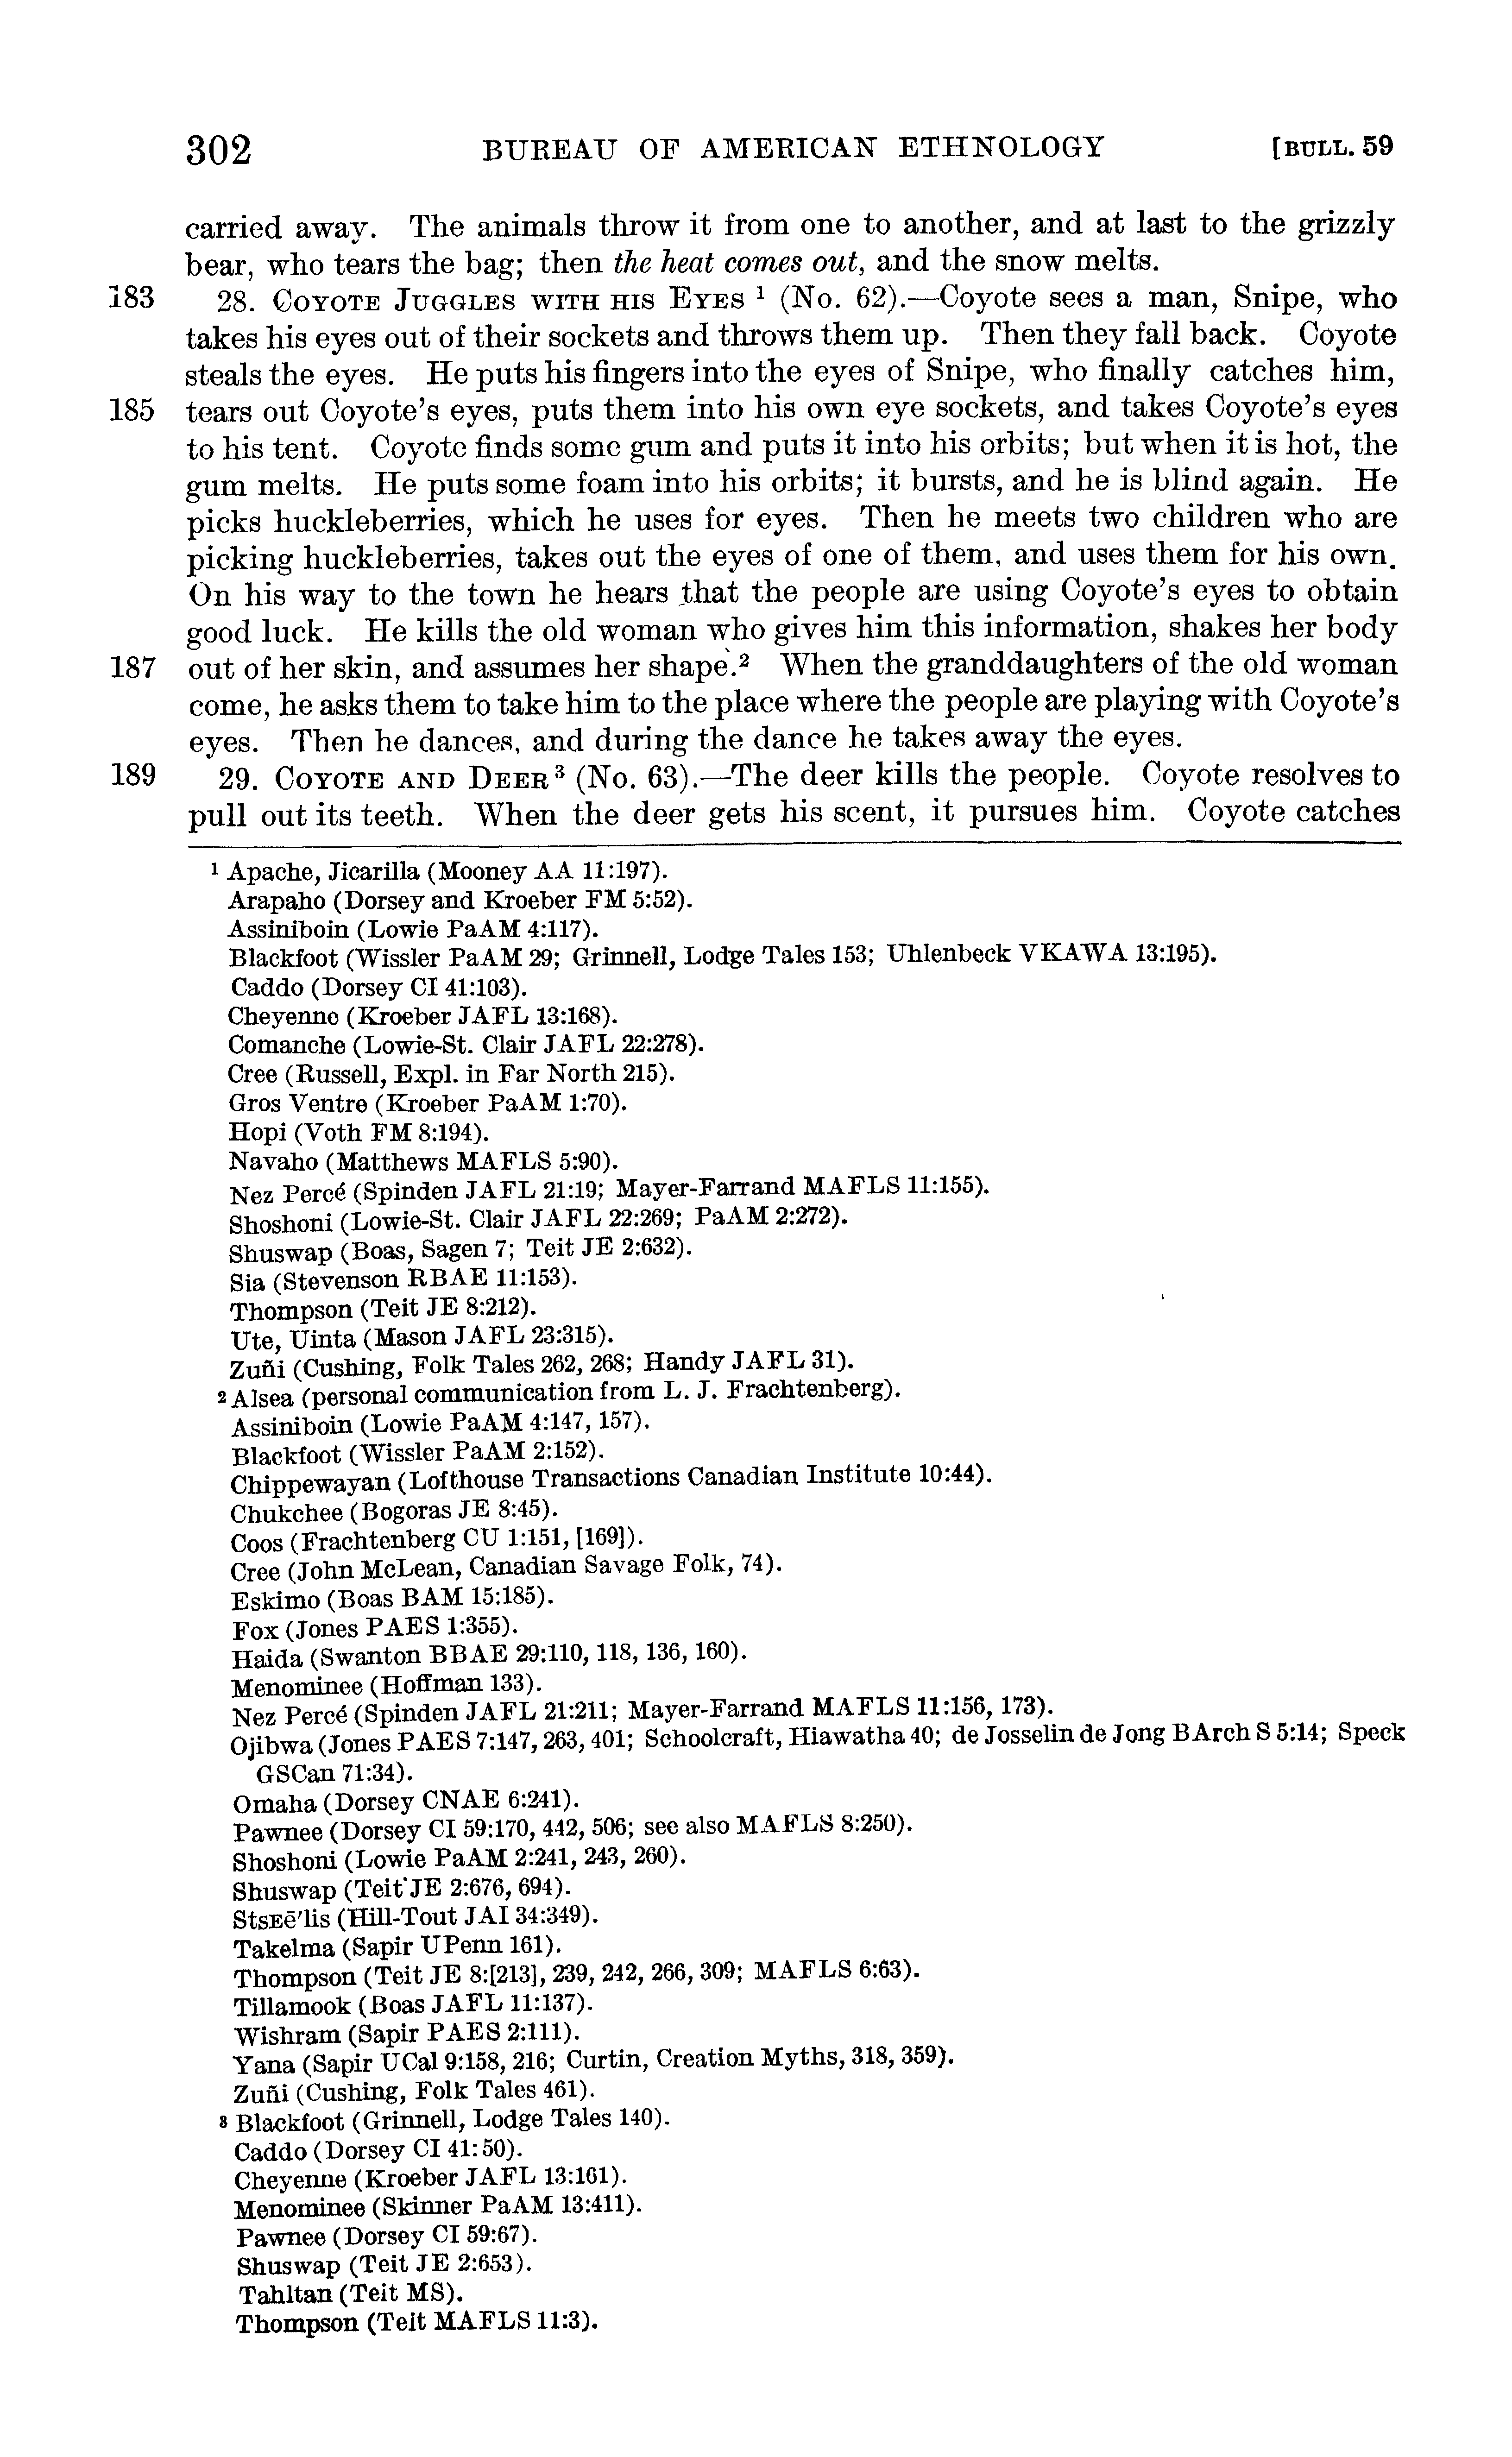 302 BUREAU OF AMERICAN ETHNOLOGY [BULL. 59
carried away. The animals throw it from one to another, and at last to the grizzly
bear, who tears the bag; then the heat comes out, and the snow melts.
183 28. COYOTE JUGGLES WITH HIS EYES ¹ (No. 62).—Coyote sees a man, Snipe, who
takes his eyes out of their sockets and throws them up. Then they fall back. Coyote
steals the eyes. He puts his fingers into the eyes of Snipe, who finally catches him,
185 tears out Coyote's eyes, puts them into his own eye sockets, and takes Coyote's eyes
to his tent. Coyote finds some gum and puts it into his orbits; but when it is hot, the
gum melts. He puts some foam into his orbits; it bursts, and he is blind again. He
picks huckleberries, which he uses for eyes. Then he meets two children who are
picking huckleberries, takes out the eyes of one of them, and uses them for his own.
On his way to the town he hears that the people are using Coyote's eyes to obtain
good luck. He kills the old woman who gives him this information, shakes her body
187 out of her skin, and assumes her shape.² When the granddaughters of the old woman
come, he asks them to take him to the place where the people are playing with Coyote's
eyes. Then he dances, and during the dance he takes away the eyes.
189 29. COYOTE AND DEER ³ (No. 63).—The deer kills the people. Coyote resolves to
pull out its teeth. When the deer gets his scent, it pursues him. Coyote catches
¹ Apache, Jicarilla (Mooney AA 11:197).
Arapaho (Dorsey and Kroeber FM 5:52).
Assiniboin (Lowie PaAM 4:117).
Blackfoot (Wissler PaAM 29; Grinnell, Lodge Tales 153; Uhlenbeck VKAWA 13:195).
Caddo (Dorsey CI 41:103).
Cheyenne (Kroeber JAFL 13:168).
Comanche (Lowie-St. Clair JAFL 22:278).
Cree (Russell, Expl. in Far North 215).
Gros Ventre (Kroeber PaAM 1:70).
Hopi (Voth FM 8:194).
Navaho (Matthews MAFLS 5:90).
Nez Percé (Spinden JAFL 21:19; Mayer-Farrand MAFLS 11:155).
Shoshoni (Lowie-St. Clair JAFL 22:269; PaAM 2:272).
Shuswap (Boas, Sagen 7; Teit JE 2:632).
Sia (Stevenson RBAE 11:153).
Thompson (Teit JE 8:212).
Ute, Uinta (Mason JAFL 23:315).
Zuñi (Cushing, Folk Tales 262, 268; Handy JAFL 31).
² Alsea (personal communication from L. J. Frachtenberg).
Assiniboin (Lowie PaAM 4:147, 157).
Blackfoot (Wissler PaAM 2:152).
Chippewayan (Lofthouse Transactions Canadian Institute 10:44).
Chukchee (Bogoras JE 8:45).
Coos (Frachtenberg CU 1:151, [169]).
Cree (John McLean, Canadian Savage Folk, 74).
Eskimo (Boas BAM 15:185).
Fox (Jones PAES 1:355).
Haida (Swanton BBAE 29:110, 118, 136, 160).
Menominee (Hoffman 133).
Nez Percé (Spinden JAFL 21:211; Mayer-Farrand MAFLS 11:156, 173).
Ojibwa (Jones PAES 7:147, 263, 401; Schoolcraft, Hiawatha 40; de Josselin de Jong BArchS 5:14; Speck
GSCan 71:34).
Omaha (Dorsey CNAE 6:241).
Pawnee (Dorsey CI 59:170, 442, 506; see also MAFLS 8:250).
Shoshoni (Lowie PaAM 2:241, 243, 260).
Shuswap (Teit JE 2:676, 694).
StsEē'lis (Hill-Tout JAI 34:349).
Takelma (Sapir UPenn 161).
Thompson (Teit JE 8:[213], 239, 242, 266, 309; MAFLS 6:63).
Tillamook (Boas JAFL 11:137).
Wishram (Sapir PAES 2:111).
Yana (Sapir UCal 9:158, 216; Curtin, Creation Myths, 318, 359).
Zuñi (Cushing, Folk Tales 461).
³ Blackfoot (Grinnell, Lodge Tales 140).
Caddo (Dorsey CI 41:50).
Cheyenne (Kroeber JAFL 13:161).
Menominee (Skinner PaAM 13:411).
Pawnee (Dorsey CI 59:67).
Shuswap (Teit JE 2:653).
Tahltan (Teit MS).
Thompson (Teit MAFLS 11:3).